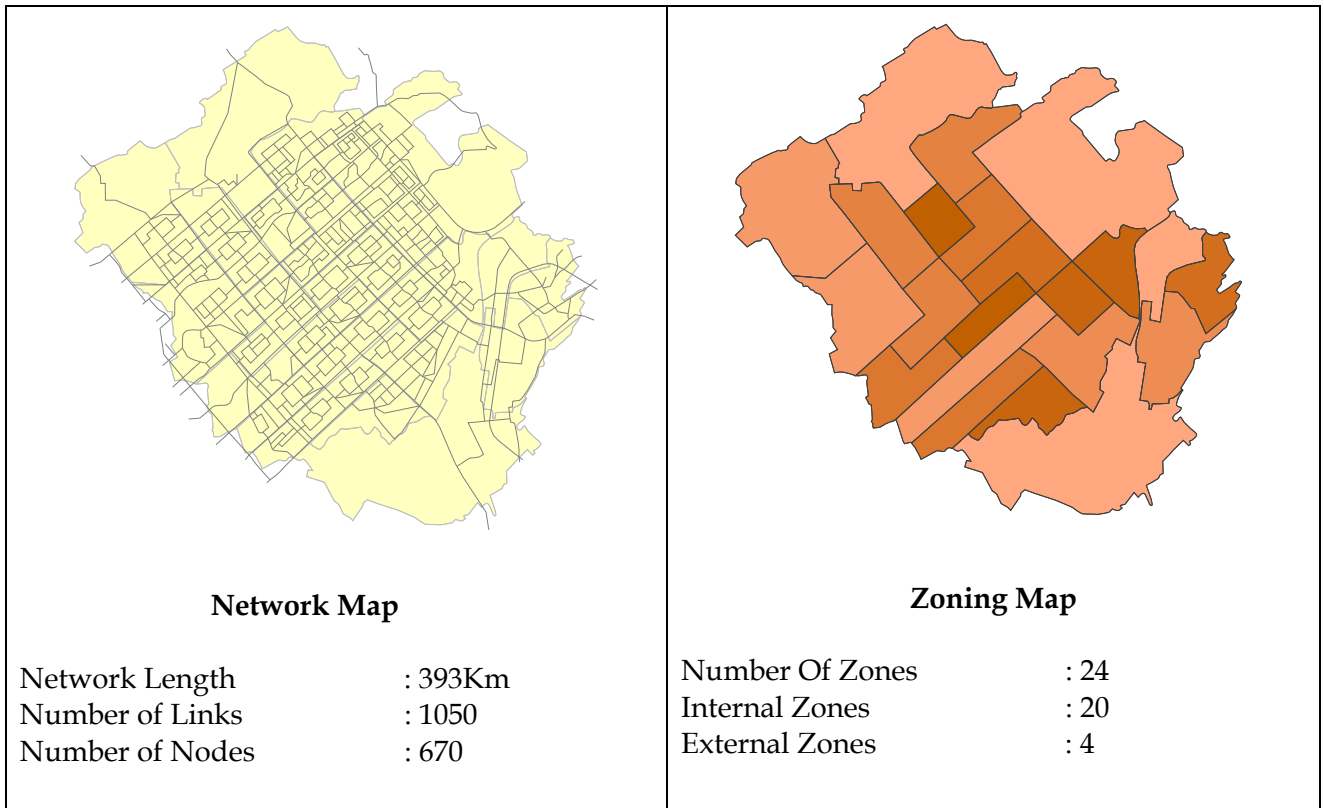 Network Map
Network Length : 393Km
Number of Links : 1050
Number of Nodes : 670
Zoning Map
Number Of Zones : 24
Internal Zones : 20
External Zones : 4